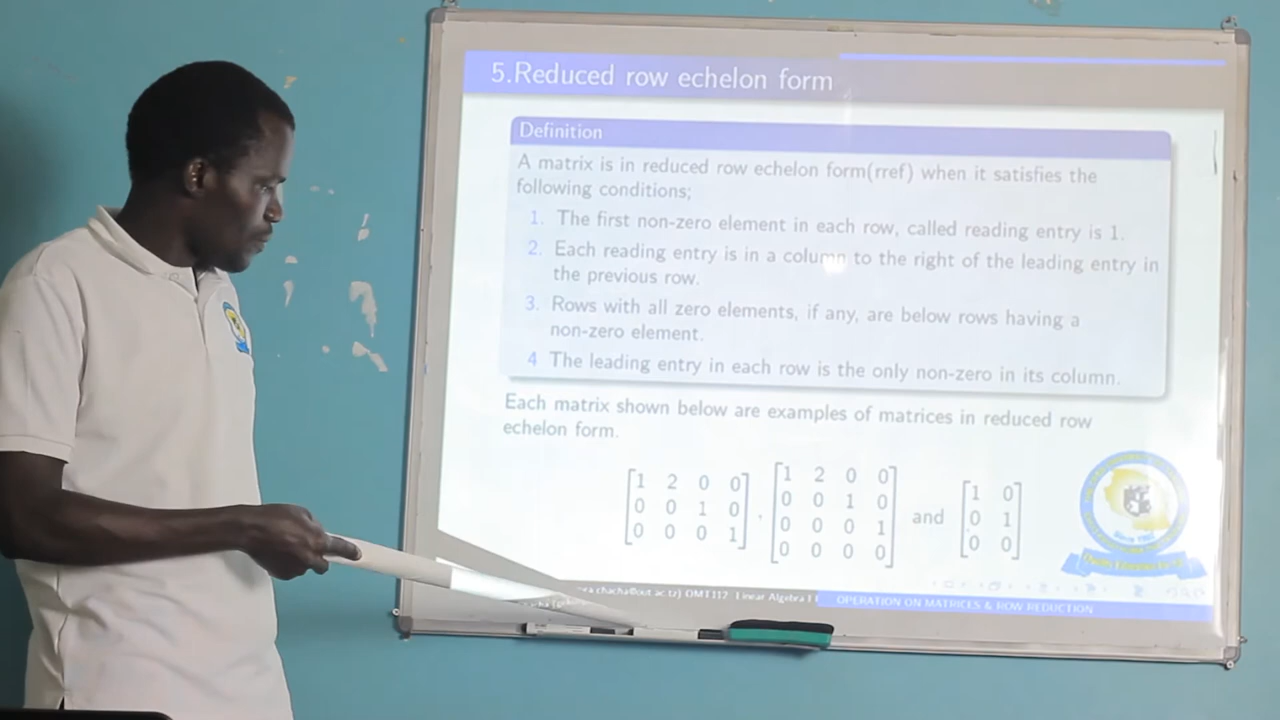 5.Reduced row echelon form
Definition
A matrix is in reduced row echelon form(rref) when it satisfies the
following conditions;
1. The first non-zero element in each row, called reading entry is 1.
2. Each reading entry is in a column to the right of the leading entry in
the previous row.
3. Rows with all zero elements, if any, are below rows having a
non-zero element.
4 The leading entry in each row is the only non-zero in its column.
Each matrix shown below are examples of matrices in reduced row
echelon form.
1 2 0 0
0 0 1 0
0 0 0 1
,
1 2 0 0
0 0 1 0
0 0 0 1
0 0 0 0
and
1 0
0 1
0 0
Since 1992
chacha@out.ac.tz) OMT112: Linear Algebra I
OPERATION ON MATRICES & ROW REDUCTION